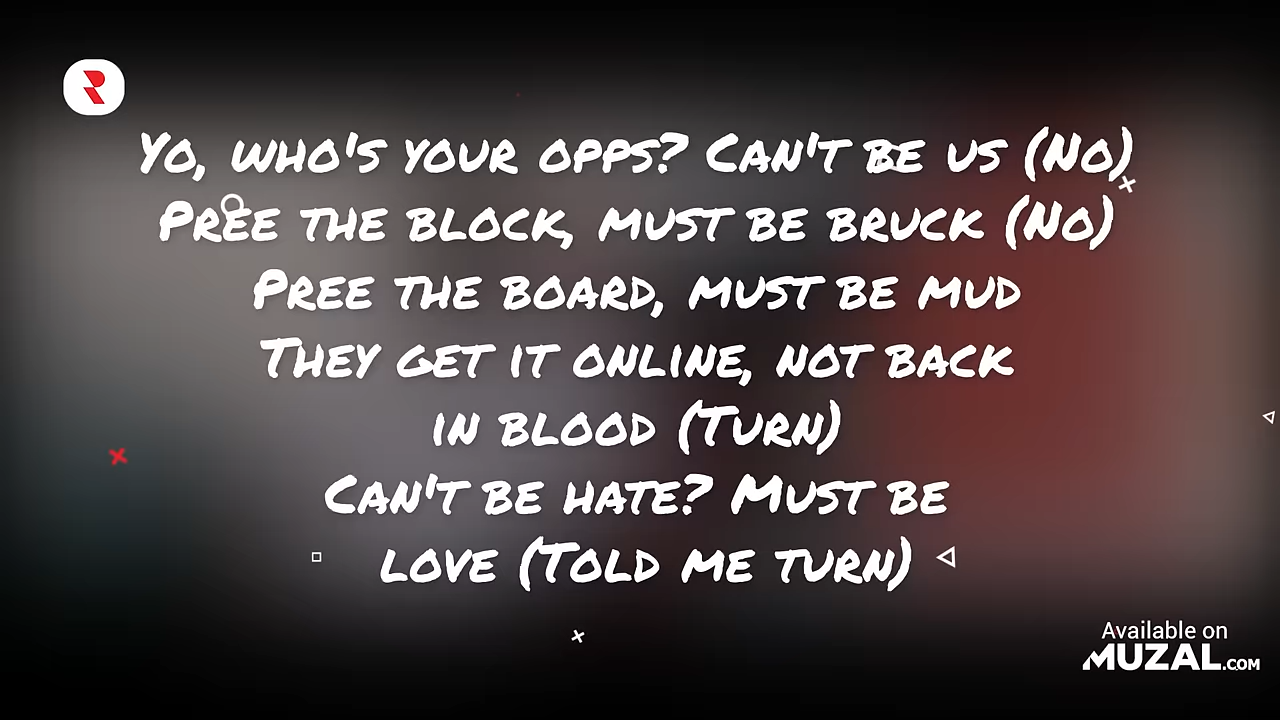 Yo, who's your opps? Can't be us (No)
Pree the block, must be bruck (No)
Pree the board, must be mud
They get it online, not back
in blood (Turn)
Can't be hate? Must be
love (Told me turn)
Available on
MUZAL.COM